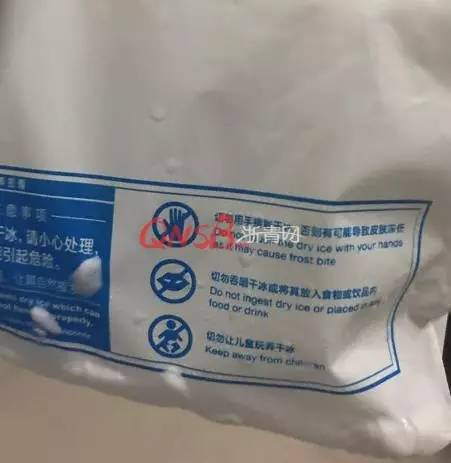 意事项
冰,请小心处理,
引起危险。
dry ice which can
切勿用手接触干冰,否则有可能导致皮肤冻伤
Do not the dry ice with your hands
as it may cause frost bite
切勿吞咽干冰或将其放入食物或饮品内
Do not ingest dry ice or placed in any
food or drink
切勿让儿童玩弄干冰
Keep away from children
浙青网